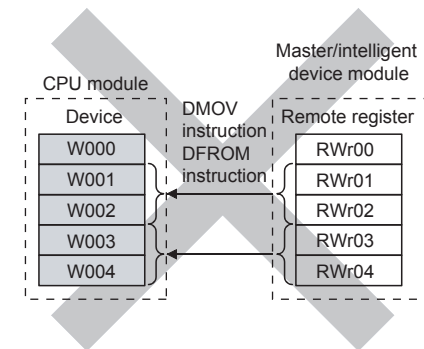 Master/intelligent
device module
CPU module
Device
DMOV
instruction
DFROM
instruction
Remote register
W000
W001
W002
W003
W004
RWr00
RWr01
RWr02
RWr03
RWr04